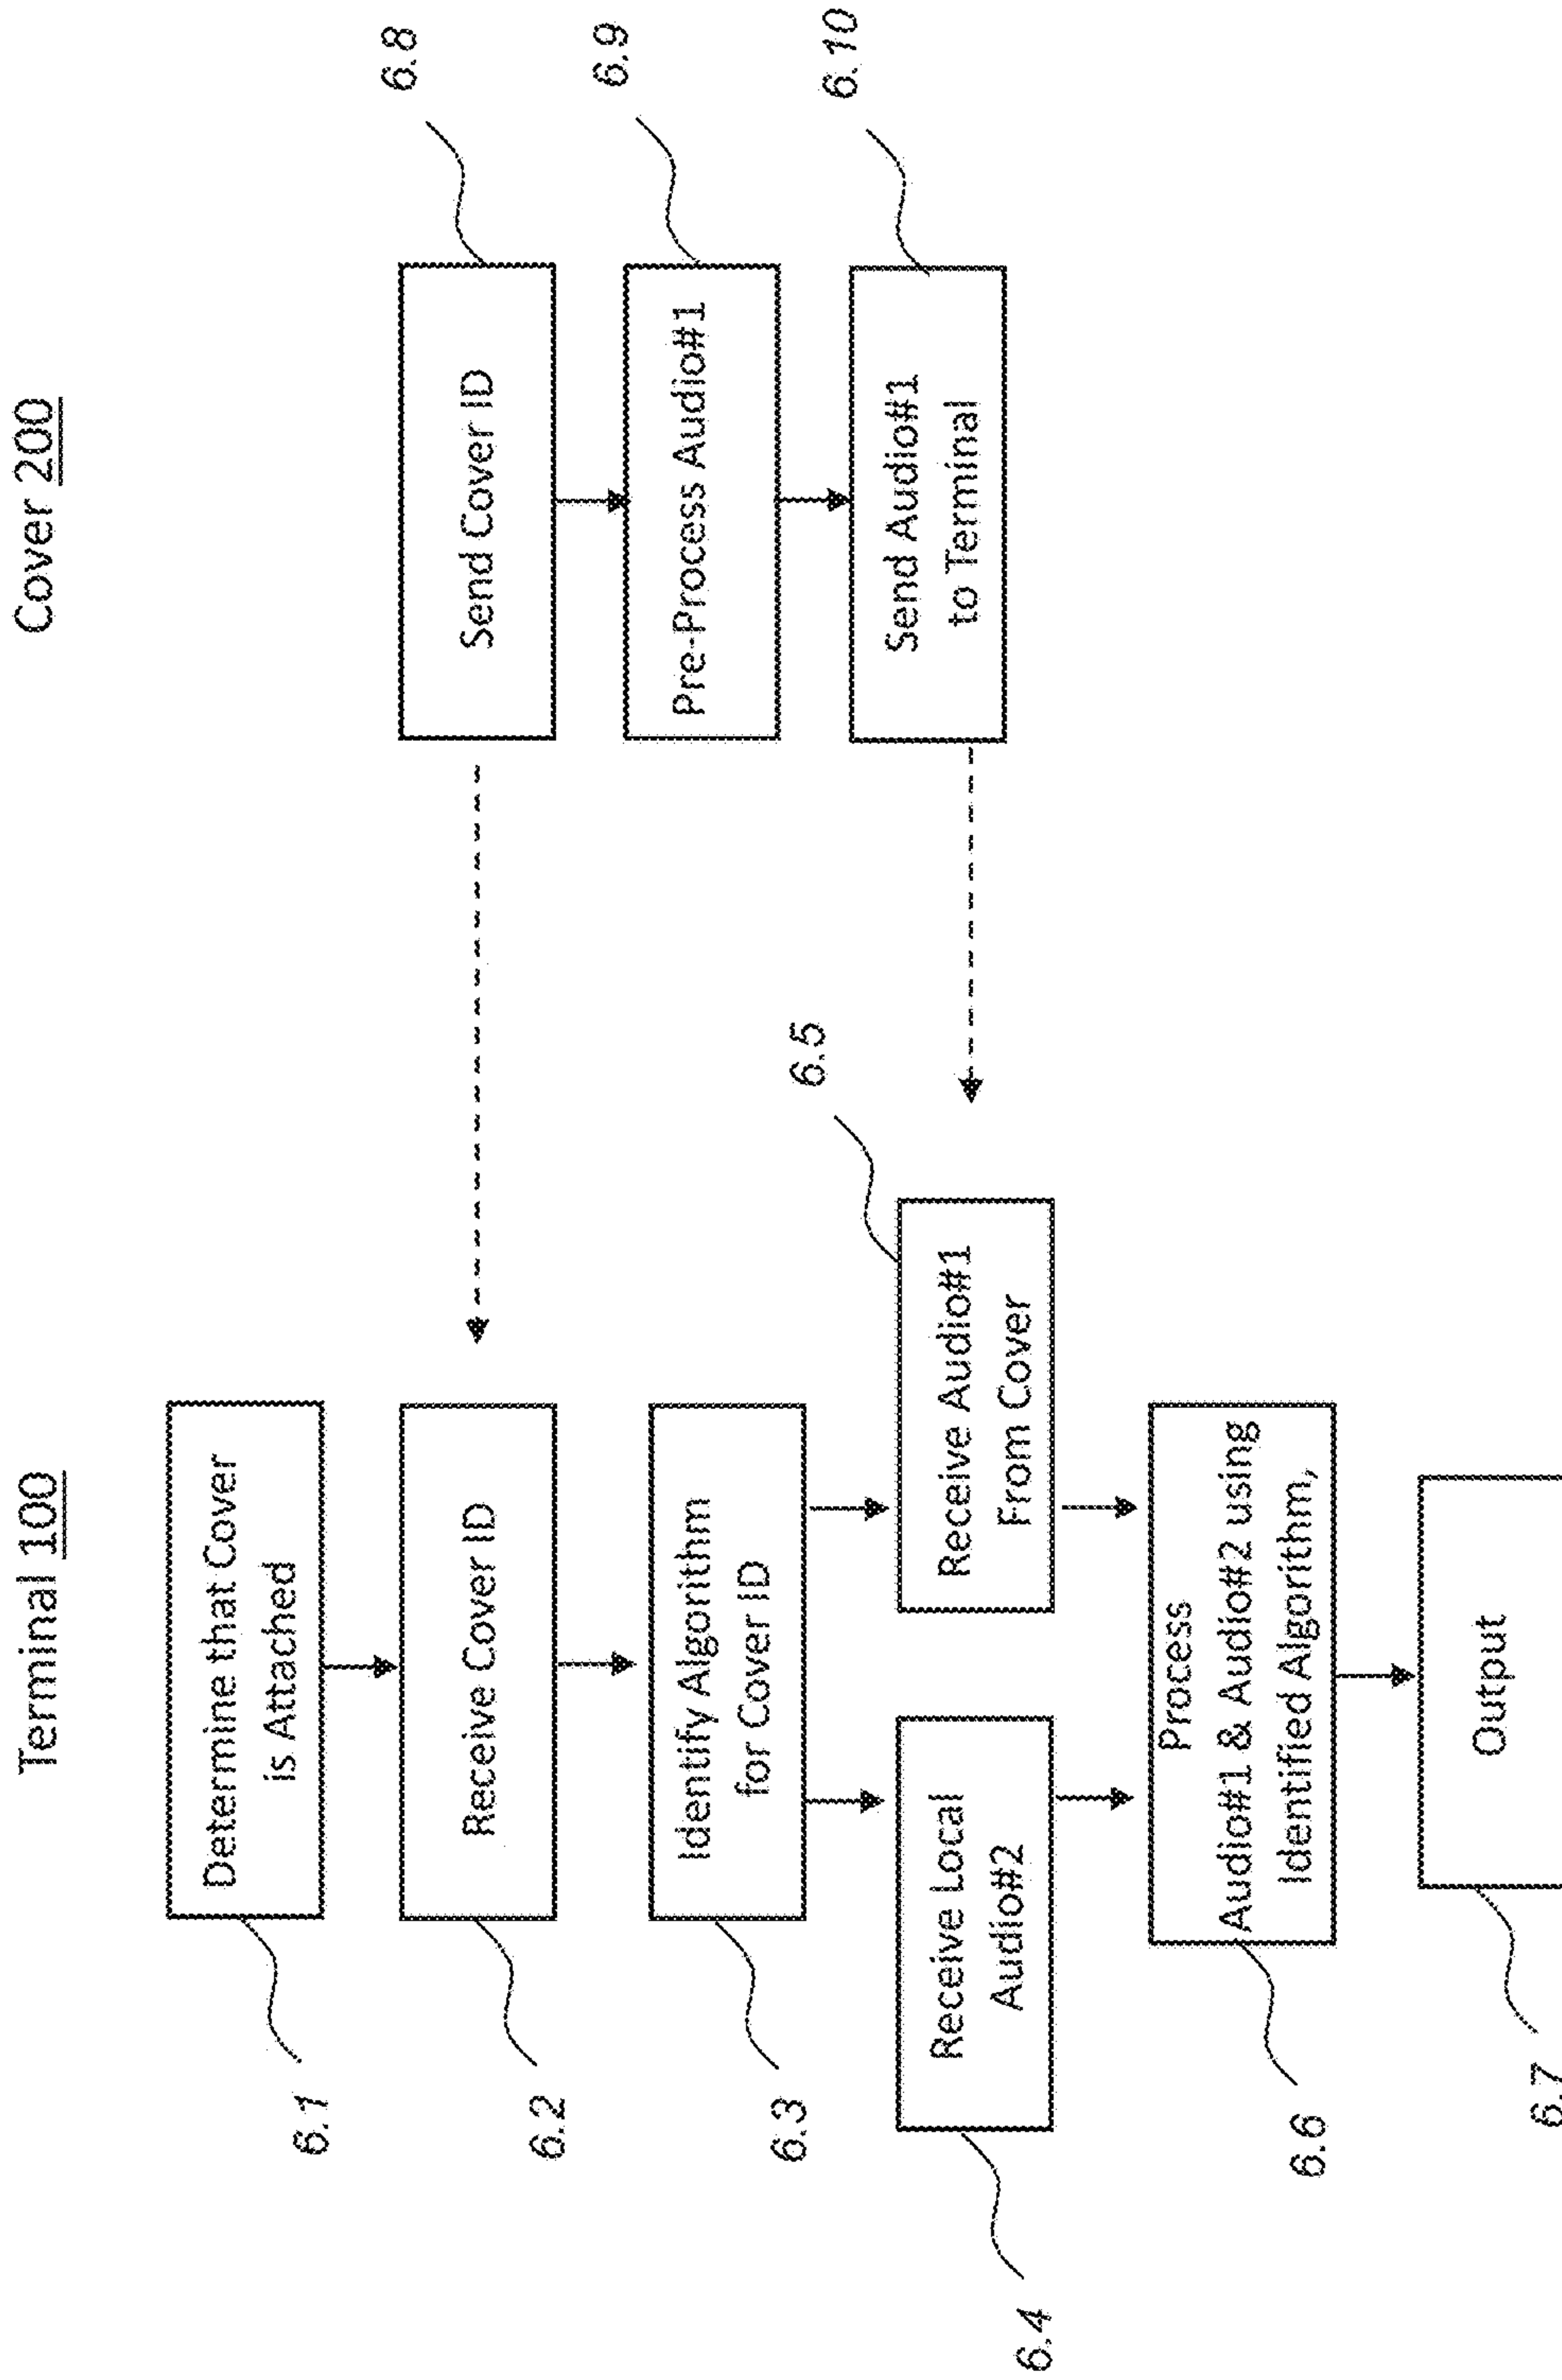 Terminal 100
Cover 200
6.1
Determine that Cover
is Attached
6.2
Receive Cover ID
6.3
Identify Algorithm
for Cover ID
6.4
Receive Local
Audio#2
6.5
Receive Audio#1
From Cover
6.6
Process
Audio#1 & Audio#2 using
Identified Algorithm,
6.7
Output
6.8
Send Cover ID
6.9
Pre-Process Audio#1
6.10
Send Audio#1
to Terminal